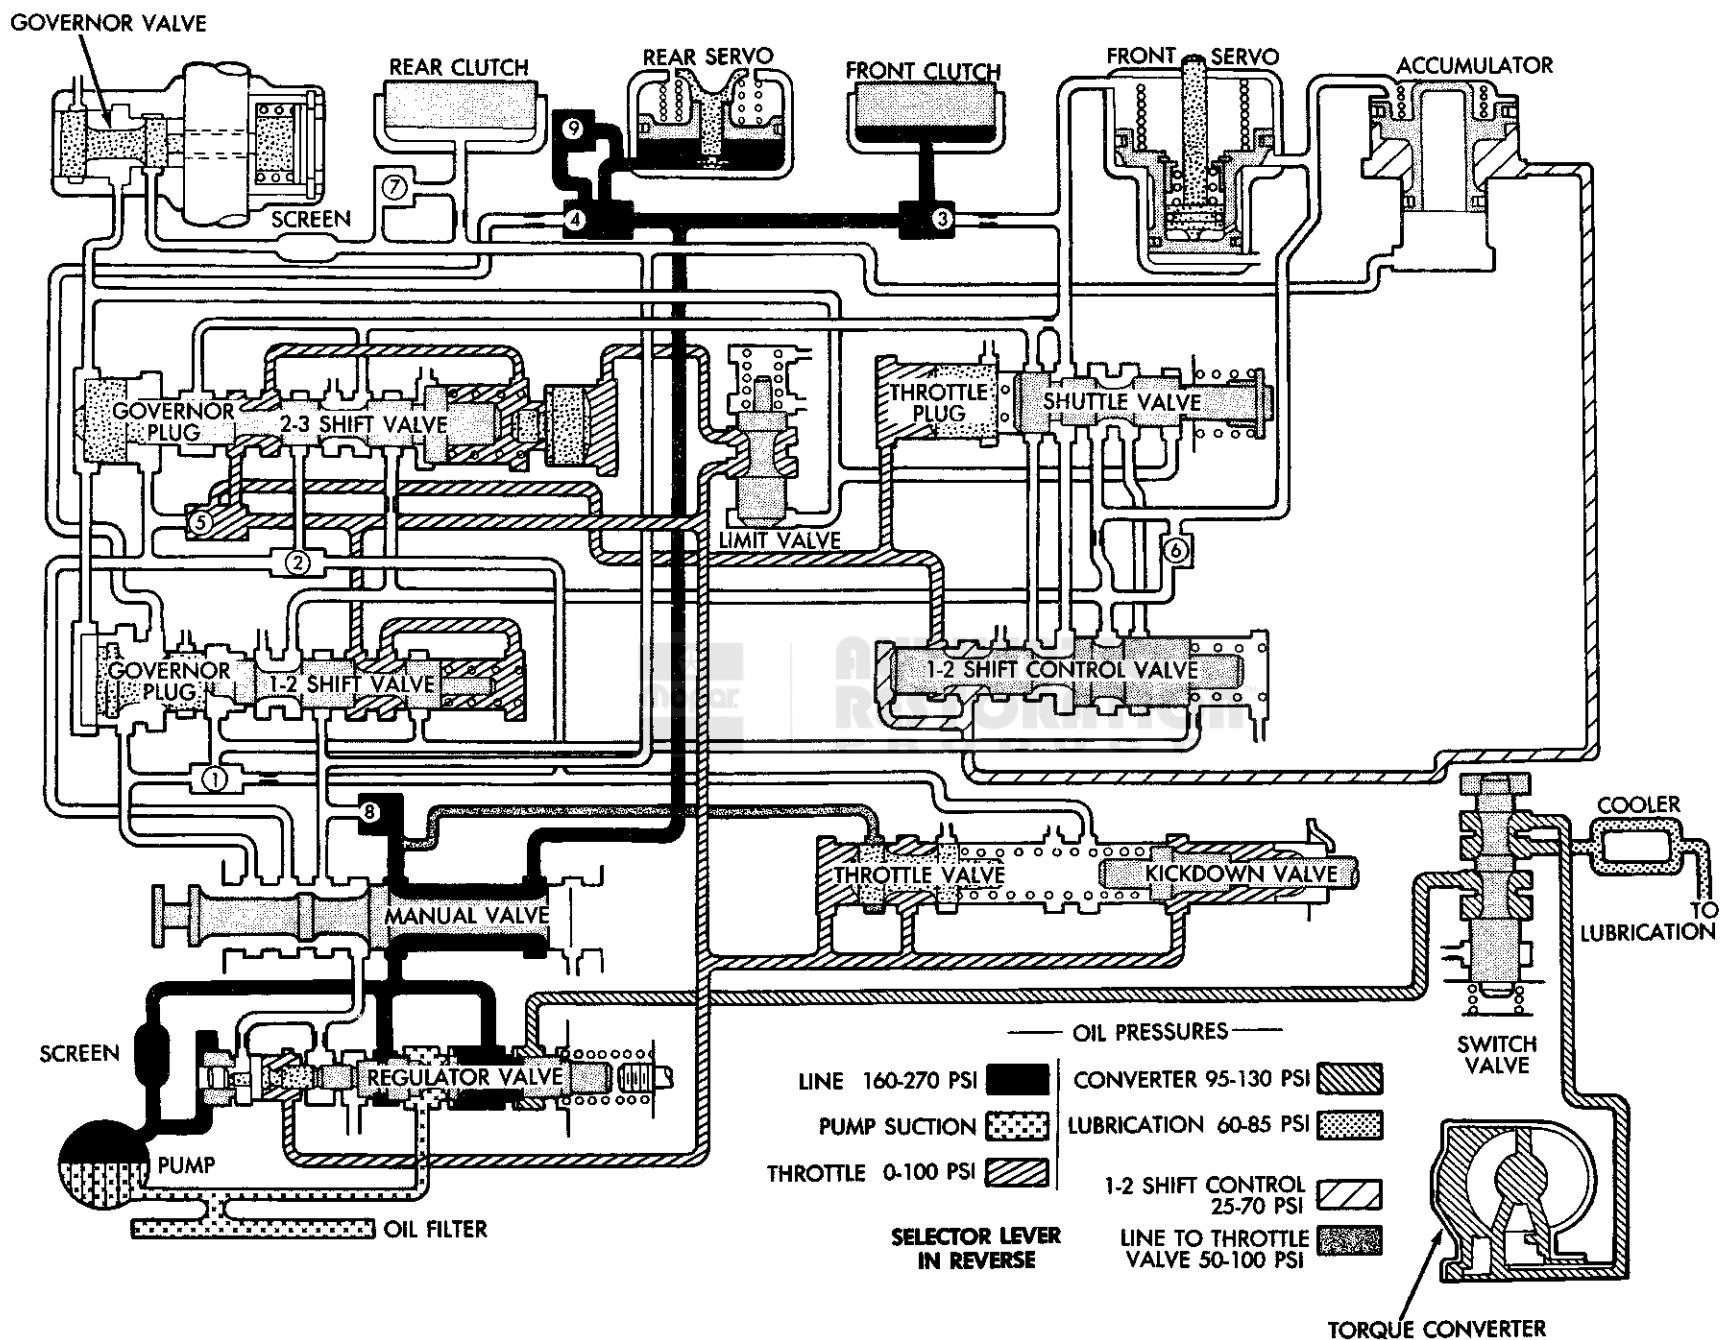 GOVERNOR VALVE
REAR CLUTCH
REAR SERVO
FRONT CLUTCH
FRONT SERVO
ACCUMULATOR
9
7
SCREEN
4
3
GOVERNOR
PLUG
2-3 SHIFT VALVE
THROTTLE
PLUG
SHUTTLE VALVE
5
LIMIT VALVE
2
6
GOVERNOR
PLUG
1-2 SHIFT VALVE
1-2 SHIFT CONTROL VALVE
Mopar
RESTORATION
1
8
COOLER
THROTTLE VALVE
KICKDOWN VALVE
MANUAL VALVE
TO
LUBRICATION
SCREEN
REGULATOR VALVE
SWITCH
VALVE
PUMP
OIL FILTER
OIL PRESSURES
LINE 160-270 PSI
CONVERTER 95-130 PSI
PUMP SUCTION
LUBRICATION 60-85 PSI
THROTTLE 0-100 PSI
1-2 SHIFT CONTROL
25-70 PSI
SELECTOR LEVER
IN REVERSE
LINE TO THROTTLE
VALVE 50-100 PSI
TORQUE CONVERTER